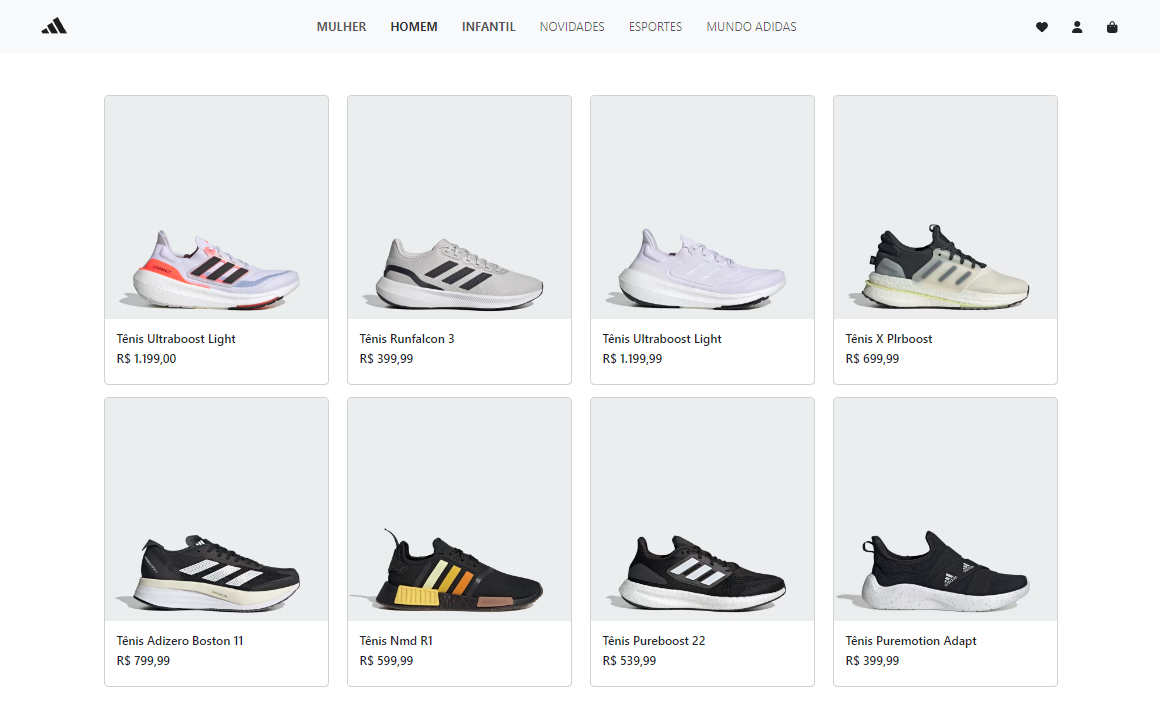 MULHER HOMEM INFANTIL NOVIDADES ESPORTES MUNDO ADIDAS
Tênis Ultraboost Light
R$ 1.199,00
Tênis Runfalcon 3
R$ 399,99
Tênis Ultraboost Light
R$ 1.199,99
Tênis X Plrboost
R$ 699,99
Tênis Adizero Boston 11
R$ 799,99
Tênis Nmd R1
R$ 599,99
Tênis Pureboost 22
R$ 539,99
Tênis Puremotion Adapt
R$ 399,99